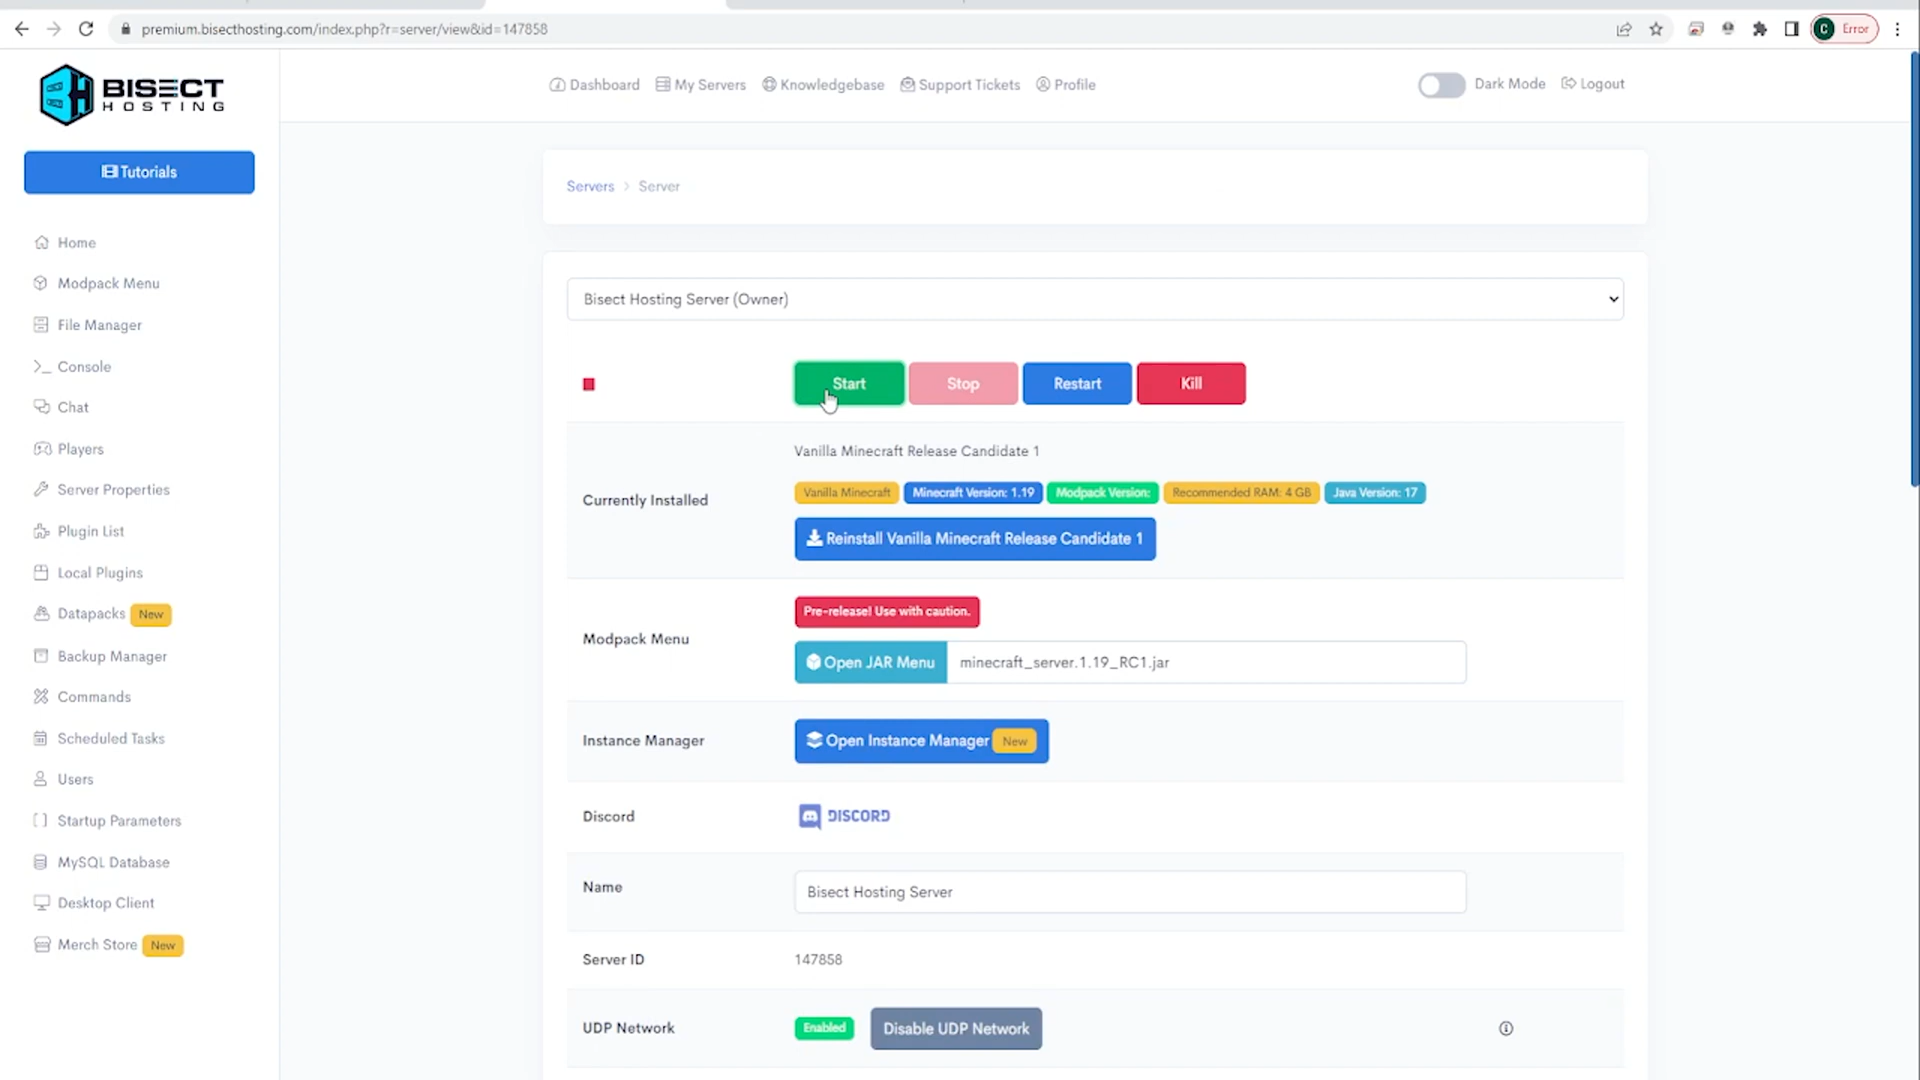 premium.bisecthosting.com/index.php?r=server/view&id=147858
C Error
BISECT
HOSTING
Dashboard My Servers Knowledgebase Support Tickets Profile
Dark Mode Logout
Tutorials
Home
Modpack Menu
File Manager
Console
Chat
Players
Server Properties
Plugin List
Local Plugins
Datapacks New
Backup Manager
Commands
Scheduled Tasks
Users
Startup Parameters
MySQL Database
Desktop Client
Merch Store New
Servers > Server
Bisect Hosting Server (Owner)
Start Stop Restart Kill
Currently Installed
Vanilla Minecraft Release Candidate 1
Vanilla Minecraft Minecraft Version: 1.19 Modpack Version: Recommended RAM: 4 GB Java Version: 17
Reinstall Vanilla Minecraft Release Candidate 1
Modpack Menu
Pre-release! Use with caution.
Open JAR Menu minecraft_server.1.19_RC1.jar
Instance Manager
Open Instance Manager New
Discord
DISCORD
Name
Bisect Hosting Server
Server ID
147858
UDP Network
Enabled Disable UDP Network